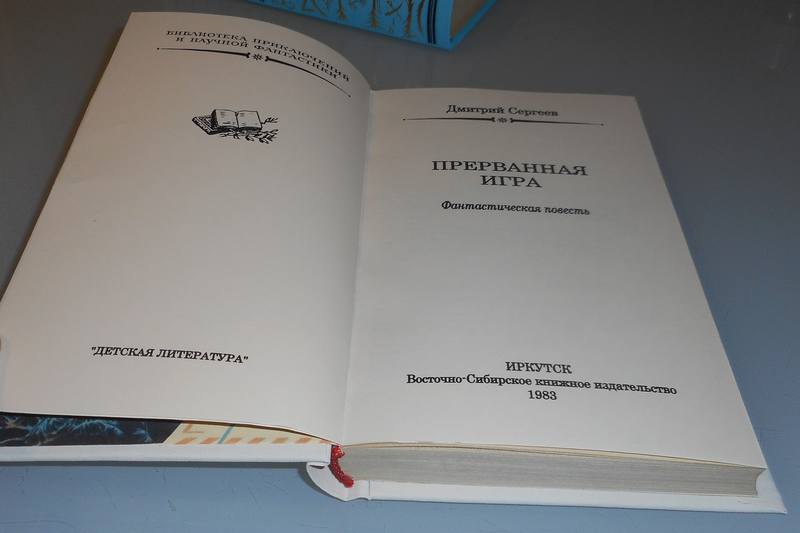 БИБЛИОТЕКА ПРИКЛЮЧЕНИЙ
И НАУЧНОЙ ФАНТАСТИКИ
"ДЕТСКАЯ ЛИТЕРАТУРА"
Дмитрий Сергеев
ПРЕРВАННАЯ
ИГРА
Фантастическая повесть
ИРКУТСК
Восточно-Сибирское книжное издательство
1983